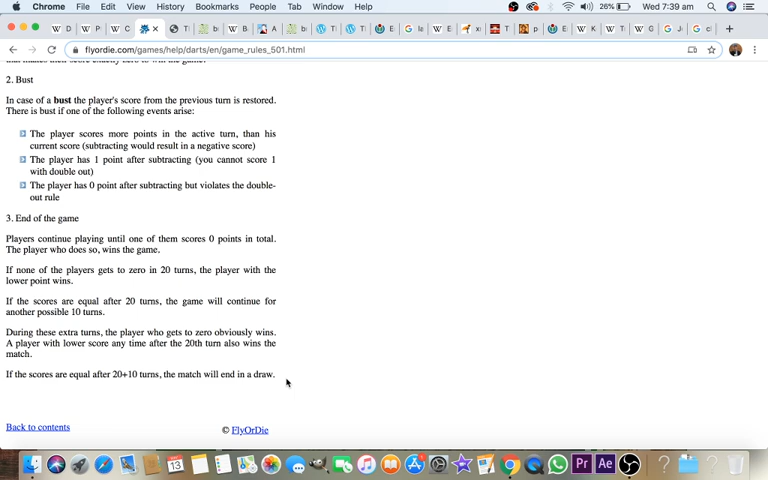 Chrome File Edit View History Bookmarks People Tab Window Help 26% Wed 7:39 am
flyordie.com/games/help/darts/en/game_rules_501.html
that makes their score exactly zero to win the game.
2. Bust
In case of a bust the player's score from the previous turn is restored.
There is bust if one of the following events arise:
The player scores more points in the active turn, than his
current score (subtracting would result in a negative score)
The player has 1 point after subtracting (you cannot score 1
with double out)
The player has 0 point after subtracting but violates the double-
out rule
3. End of the game
Players continue playing until one of them scores 0 points in total.
The player who does so, wins the game.
If none of the players gets to zero in 20 turns, the player with the
lower point wins.
If the scores are equal after 20 turns, the game will continue for
another possible 10 turns.
During these extra turns, the player who gets to zero obviously wins.
A player with lower score any time after the 20th turn also wins the
match.
If the scores are equal after 20+10 turns, the match will end in a draw.
Back to contents © FlyOrDie